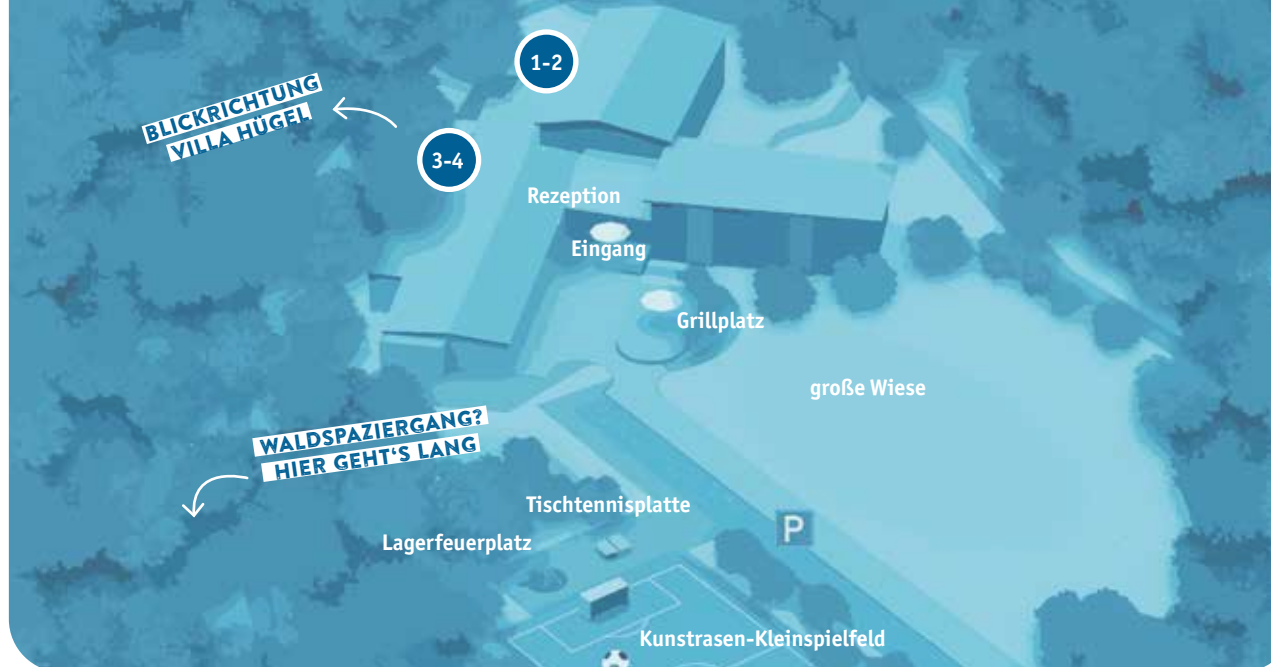 1-2
BLICKRICHTUNG
VILLA HÜGEL
3-4
Rezeption
Eingang
Grillplatz
große Wiese
WALDSPAZIERGANG?
HIER GEHT'S LANG
Tischtennisplatte
P
Lagerfeuerplatz
Kunstrasen-Kleinspielfeld